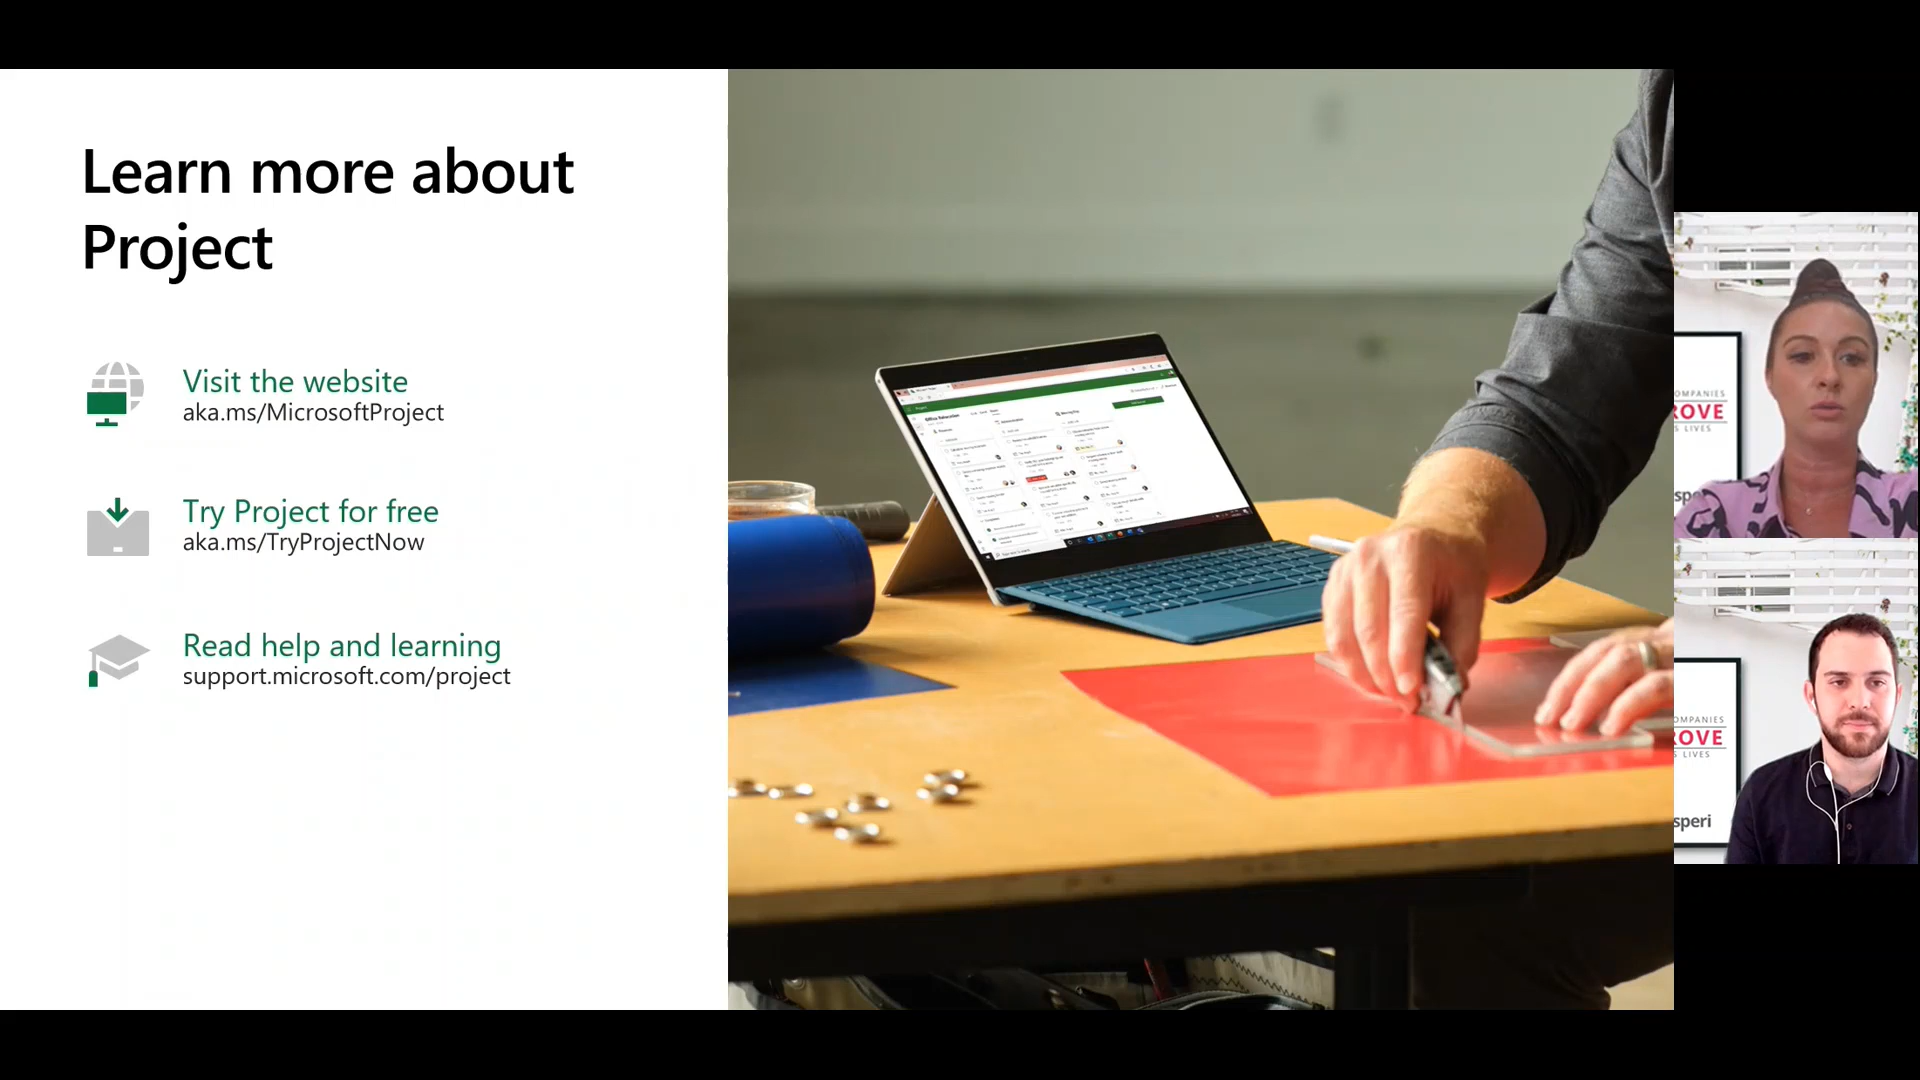 Learn more about
Project
Visit the website
aka.ms/MicrosoftProject
Try Project for free
aka.ms/TryProjectNow
Read help and learning
support.microsoft.com/project
OMPANIES
ROVE
S LIVES
spe
OMPANIES
ROVE
S LIVES
speri